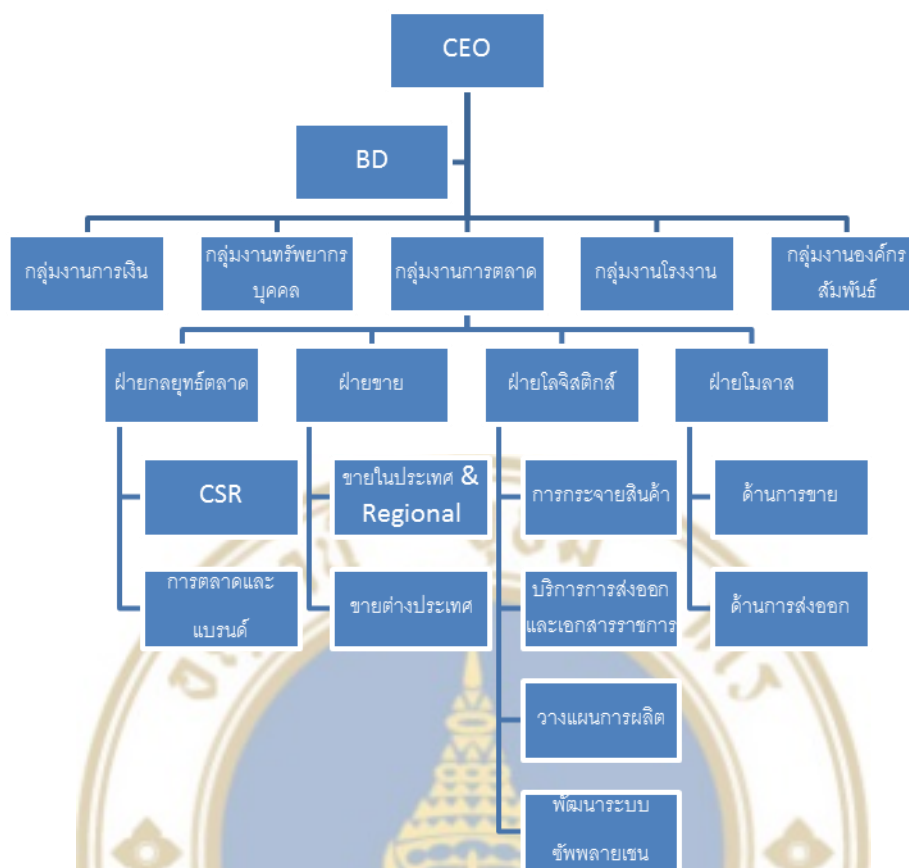 CEO
BD
กลุ่มงานการเงิน
กลุ่มงานทรัพยากร
บุคคล
กลุ่มงานการตลาด
กลุ่มงานโรงงาน
กลุ่มงานองค์กร
สัมพันธ์
ฝ่ายกลยุทธ์ตลาด
ฝ่ายขาย
ฝ่ายโลจิสติกส์
ฝ่ายโมลาส
CSR
ขายในประเทศ &
Regional
การกระจายสินค้า
ด้านการขาย
การตลาดและ
แบรนด์
ขายต่างประเทศ
บริการการส่งออก
และเอกสารราชการ
ด้านการส่งออก
วางแผนการผลิต
พัฒนาระบบ
ซัพพลายเชน